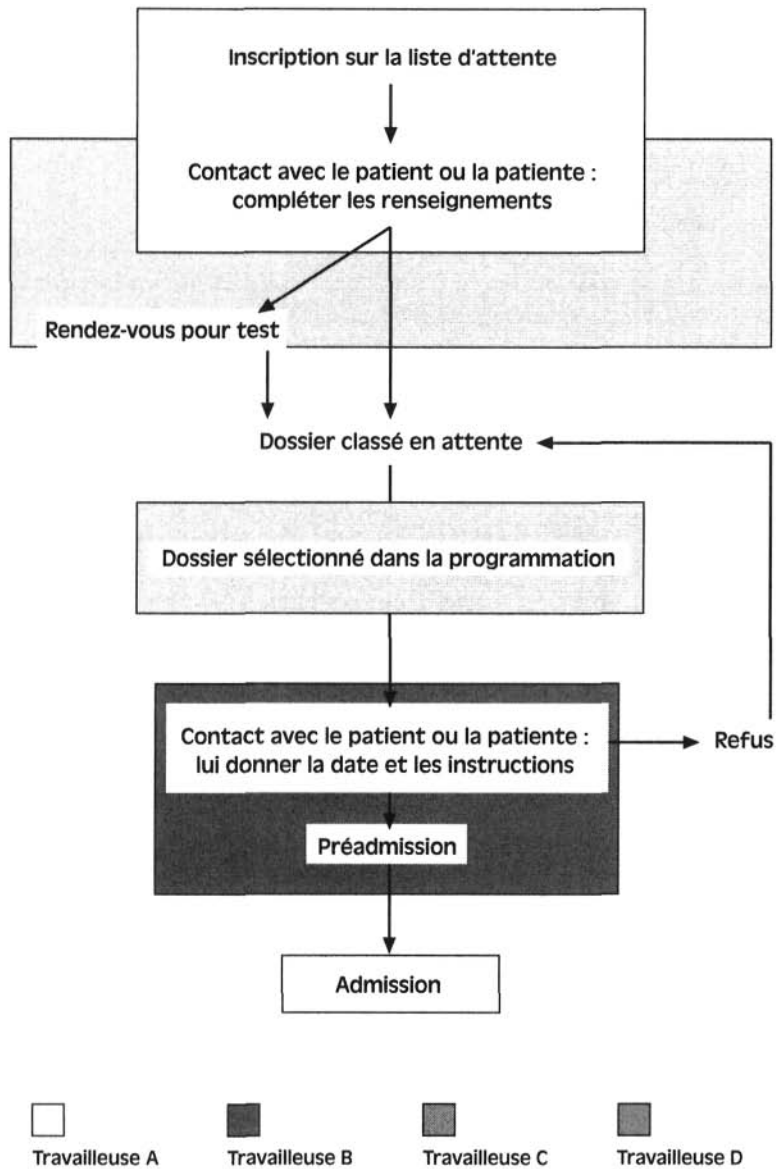 Inscription sur la liste d'attente
Contact avec le patient ou la patiente :
compléter les renseignements
Rendez-vous pour test
Dossier classé en attente
Dossier sélectionné dans la programmation
Contact avec le patient ou la patiente :
lui donner la date et les instructions
Refus
Préadmission
Admission
Travailleuse A
Travailleuse B
Travailleuse C
Travailleuse D